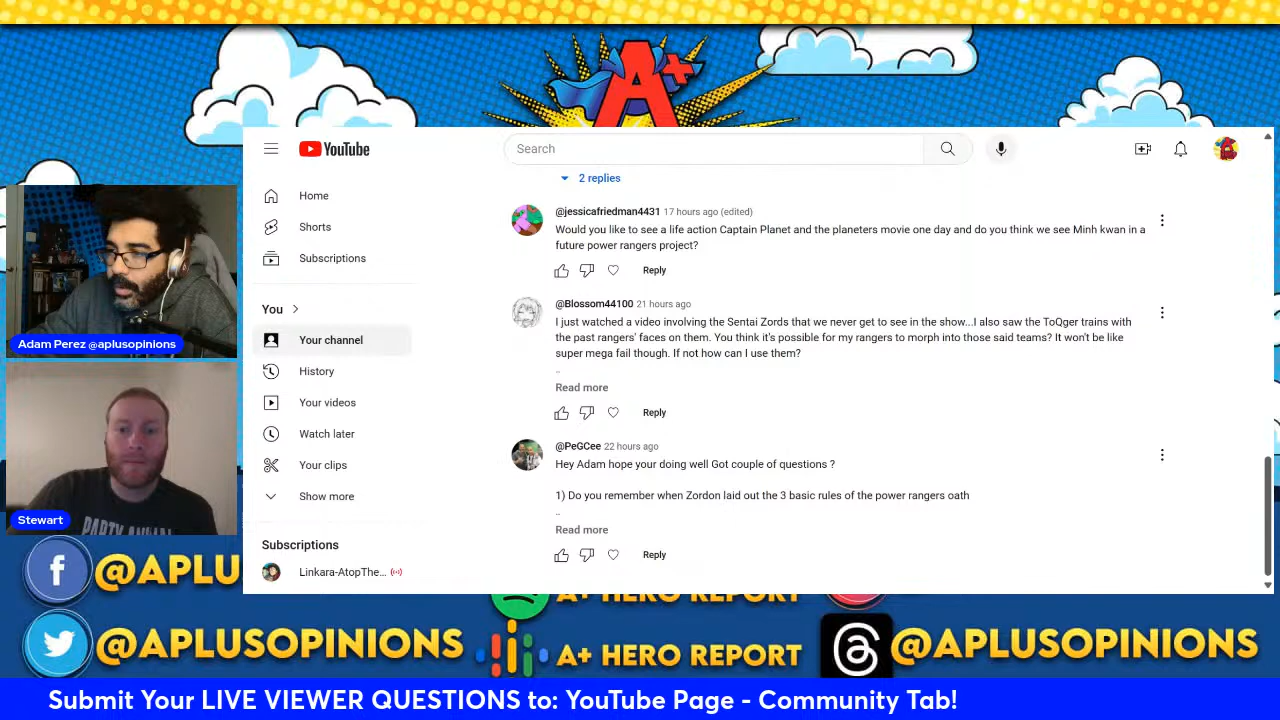 A+
YouTube
Search
2 replies
Home
Shorts
Subscriptions
You
Your channel
History
Your videos
Watch later
Your clips
Show more
Subscriptions
Linkara-AtopThe...
@jessicafriedman4431 17 hours ago (edited)
Would you like to see a life action Captain Planet and the planeters movie one day and do you think we see Minh kwan in a
future power rangers project?
Reply
@Blossom44100 21 hours ago
I just watched a video involving the Sentai Zords that we never get to see in the show...I also saw the ToQger trains with
the past rangers' faces on them. You think it's possible for my rangers to morph into those said teams? It won't be like
super mega fail though. If not how can I use them?
..
Read more
Reply
@PeGCee 22 hours ago
Hey Adam hope your doing well Got couple of questions ?
1) Do you remember when Zordon laid out the 3 basic rules of the power rangers oath
..
Read more
Reply
Adam Perez @aplusopinions
Stewart
PARTY
@APLU
A+ HERO REPORT
@APLUSOPINIONS
A+ HERO REPORT
@APLUSOPINIONS
Submit Your LIVE VIEWER QUESTIONS to: YouTube Page - Community Tab!